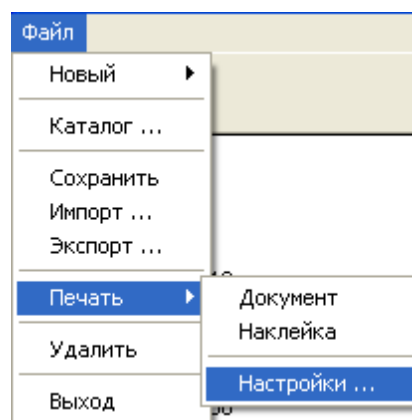 Файл
Новый
Каталог ...
Сохранить
Импорт ...
Экспорт ...
Печать
Документ
Наклейка
Удалить
Настройки ...
Выход